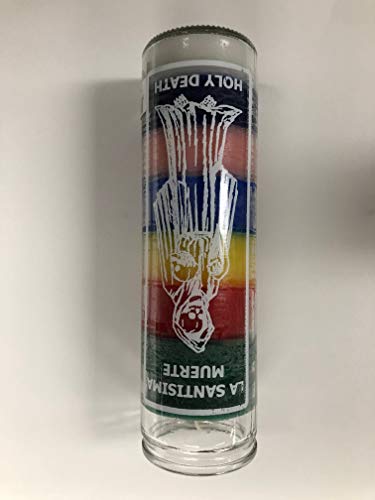 LA SANTISIMA
MUERTE
HOLY DEATH